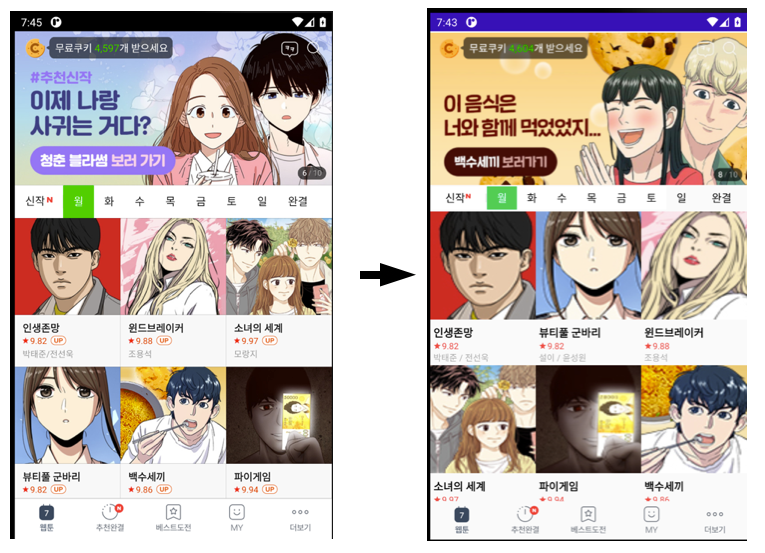 7:45
무료쿠키 4,597개 받으세요
#추천신작
이제 나랑
사귀는 거다?
청춘 블라썸 보러 가기
6 / 10
신작 N 월 화 수 목 금 토 일 완결
인생존망 윈드브레이커 소녀의 세계
★9.82 UP ★9.88 UP ★9.97 UP
박태준/전선욱 조용석 모랑지
뷰티풀 군바리 백수세끼 파이게임
★9.82 UP ★9.86 UP ★9.94 UP
7 N
웹툰 추천완결 베스트도전 MY 더보기
7:43
무료쿠키 4,604개 받으세요
이 음식은
너와 함께 먹었었지...
백수세끼 보러가기
8 / 10
신작 N 월 화 수 목 금 토 일 완결
인생존망 뷰티풀 군바리 윈드브레이커
★9.82 ★9.82 ★9.88
박태준 / 전선욱 설이 / 윤성원 조용석
소녀의 세계 파이게임 백수세끼
★9.97 ★9.94 ★9.86
7 N
웹툰 추천완결 베스트도전 MY 더보기